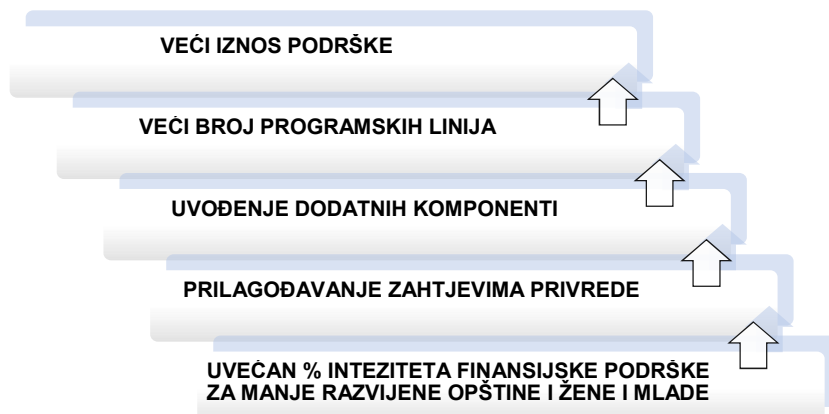 VEĆI IZNOS PODRŠKE
VEĆI BROJ PROGRAMSKIH LINIJA
UVOĐENJE DODATNIH KOMPONENTI
PRILAGOĐAVANJE ZAHTJEVIMA PRIVREDE
UVEĆAN % INTEZITETA FINANSIJSKE PODRŠKE
ZA MANJE RAZVIJENE OPŠTINE I ŽENE I MLADE